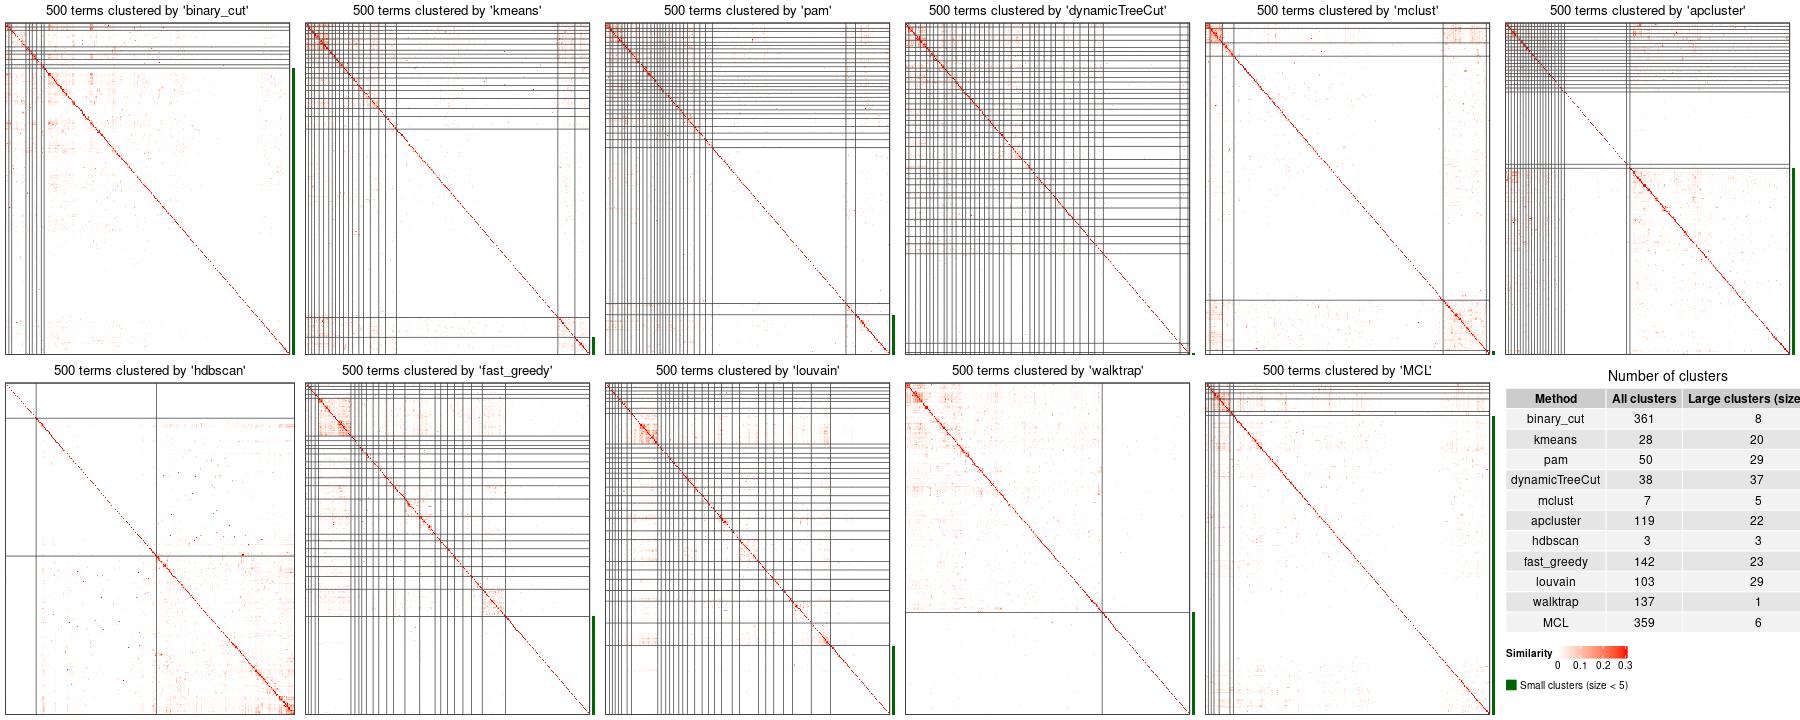 500 terms clustered by 'binary_cut'
500 terms clustered by 'kmeans'
500 terms clustered by 'pam'
500 terms clustered by 'dynamicTreeCut'
500 terms clustered by 'mclust'
500 terms clustered by 'apcluster'
500 terms clustered by 'hdbscan'
500 terms clustered by 'fast_greedy'
500 terms clustered by 'louvain'
500 terms clustered by 'walktrap'
500 terms clustered by 'MCL'
Number of clusters
Method All clusters Large clusters (size
binary_cut 361 8
kmeans 28 20
pam 50 29
dynamicTreeCut 38 37
mclust 7 5
apcluster 119 22
hdbscan 3 3
fast_greedy 142 23
louvain 103 29
walktrap 137 1
MCL 359 6
Similarity
0 0.1 0.2 0.3
Small clusters (size < 5)